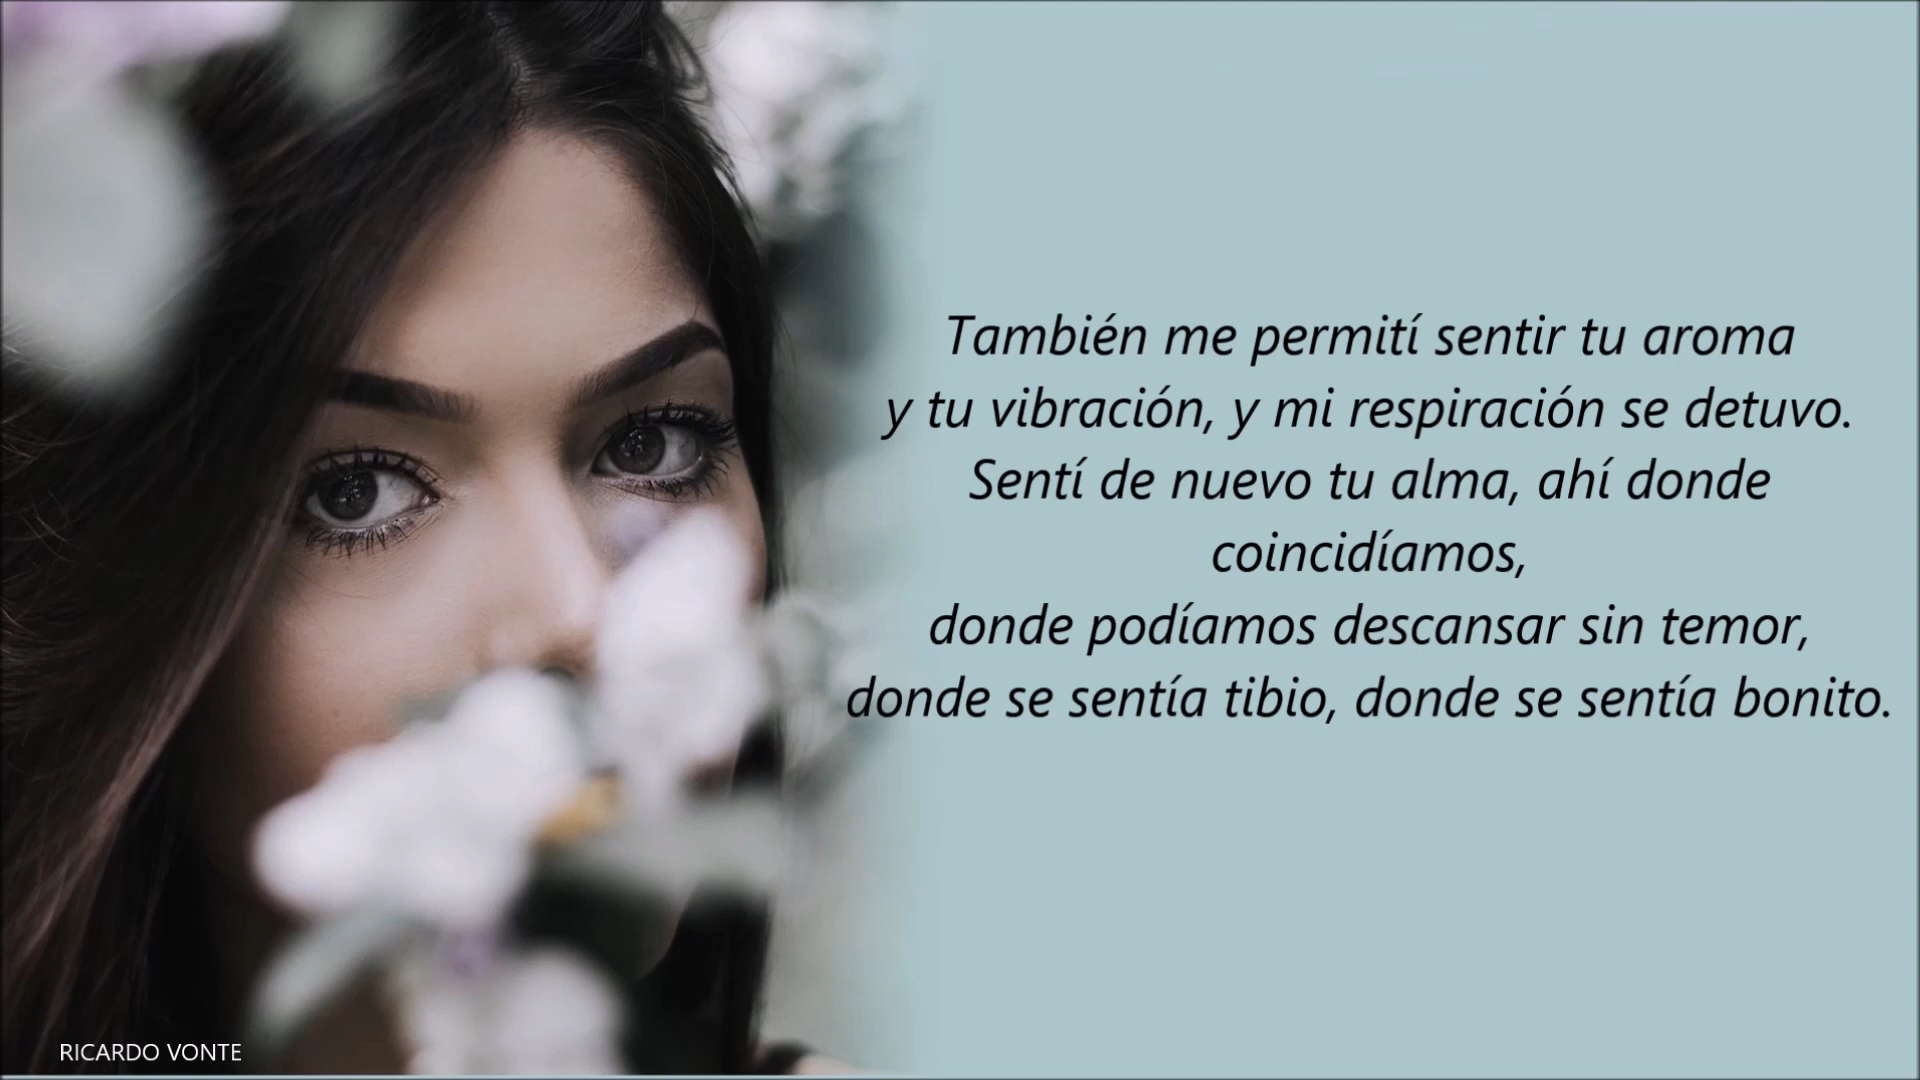 También me permití sentir tu aroma
y tu vibración, y mi respiración se detuvo.
Sentí de nuevo tu alma, ahí donde
coincidíamos,
donde podíamos descansar sin temor,
donde se sentía tibio, donde se sentía bonito.
RICARDO VONTE